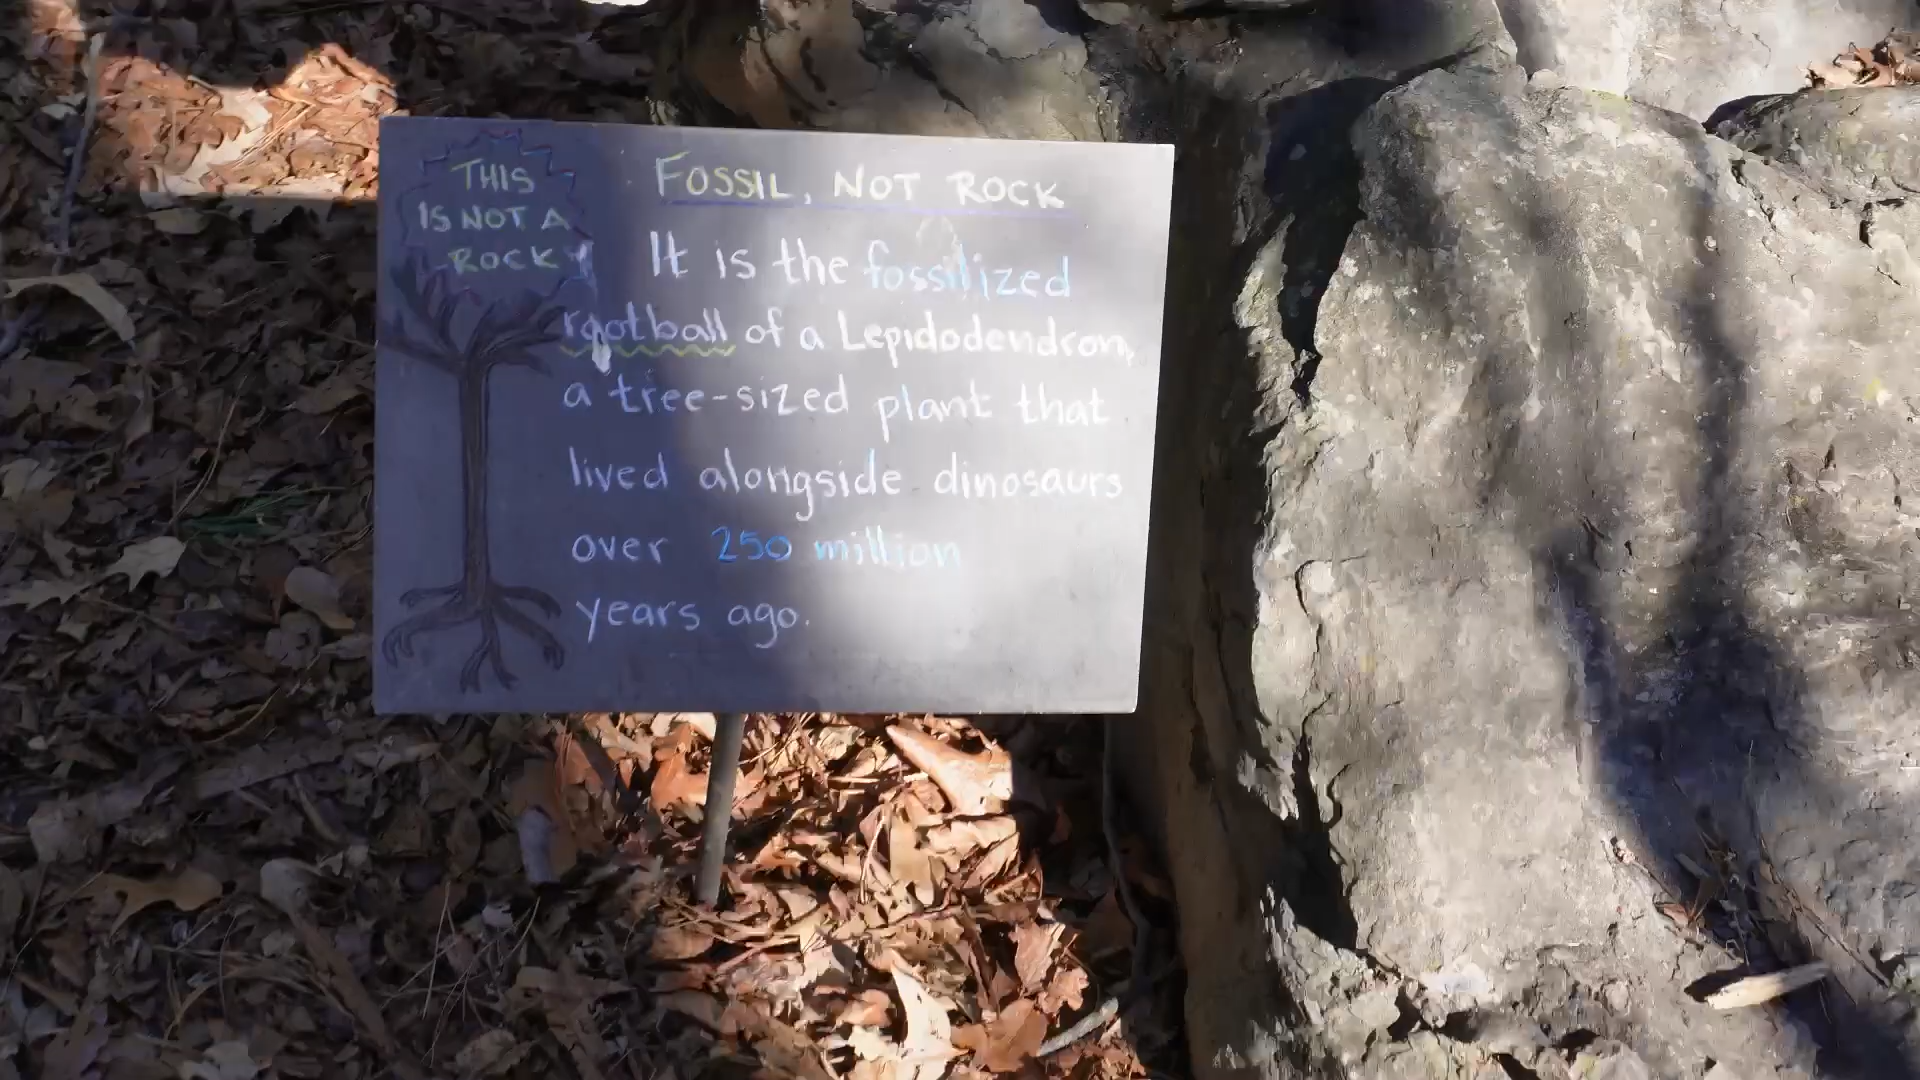 THIS
IS NOT A
ROCK
FOSSIL, NOT ROCK
It is the fossilized
rootball of a Lepidodendron,
a tree-sized plant that
lived alongside dinosaurs
over 250 million
years ago.